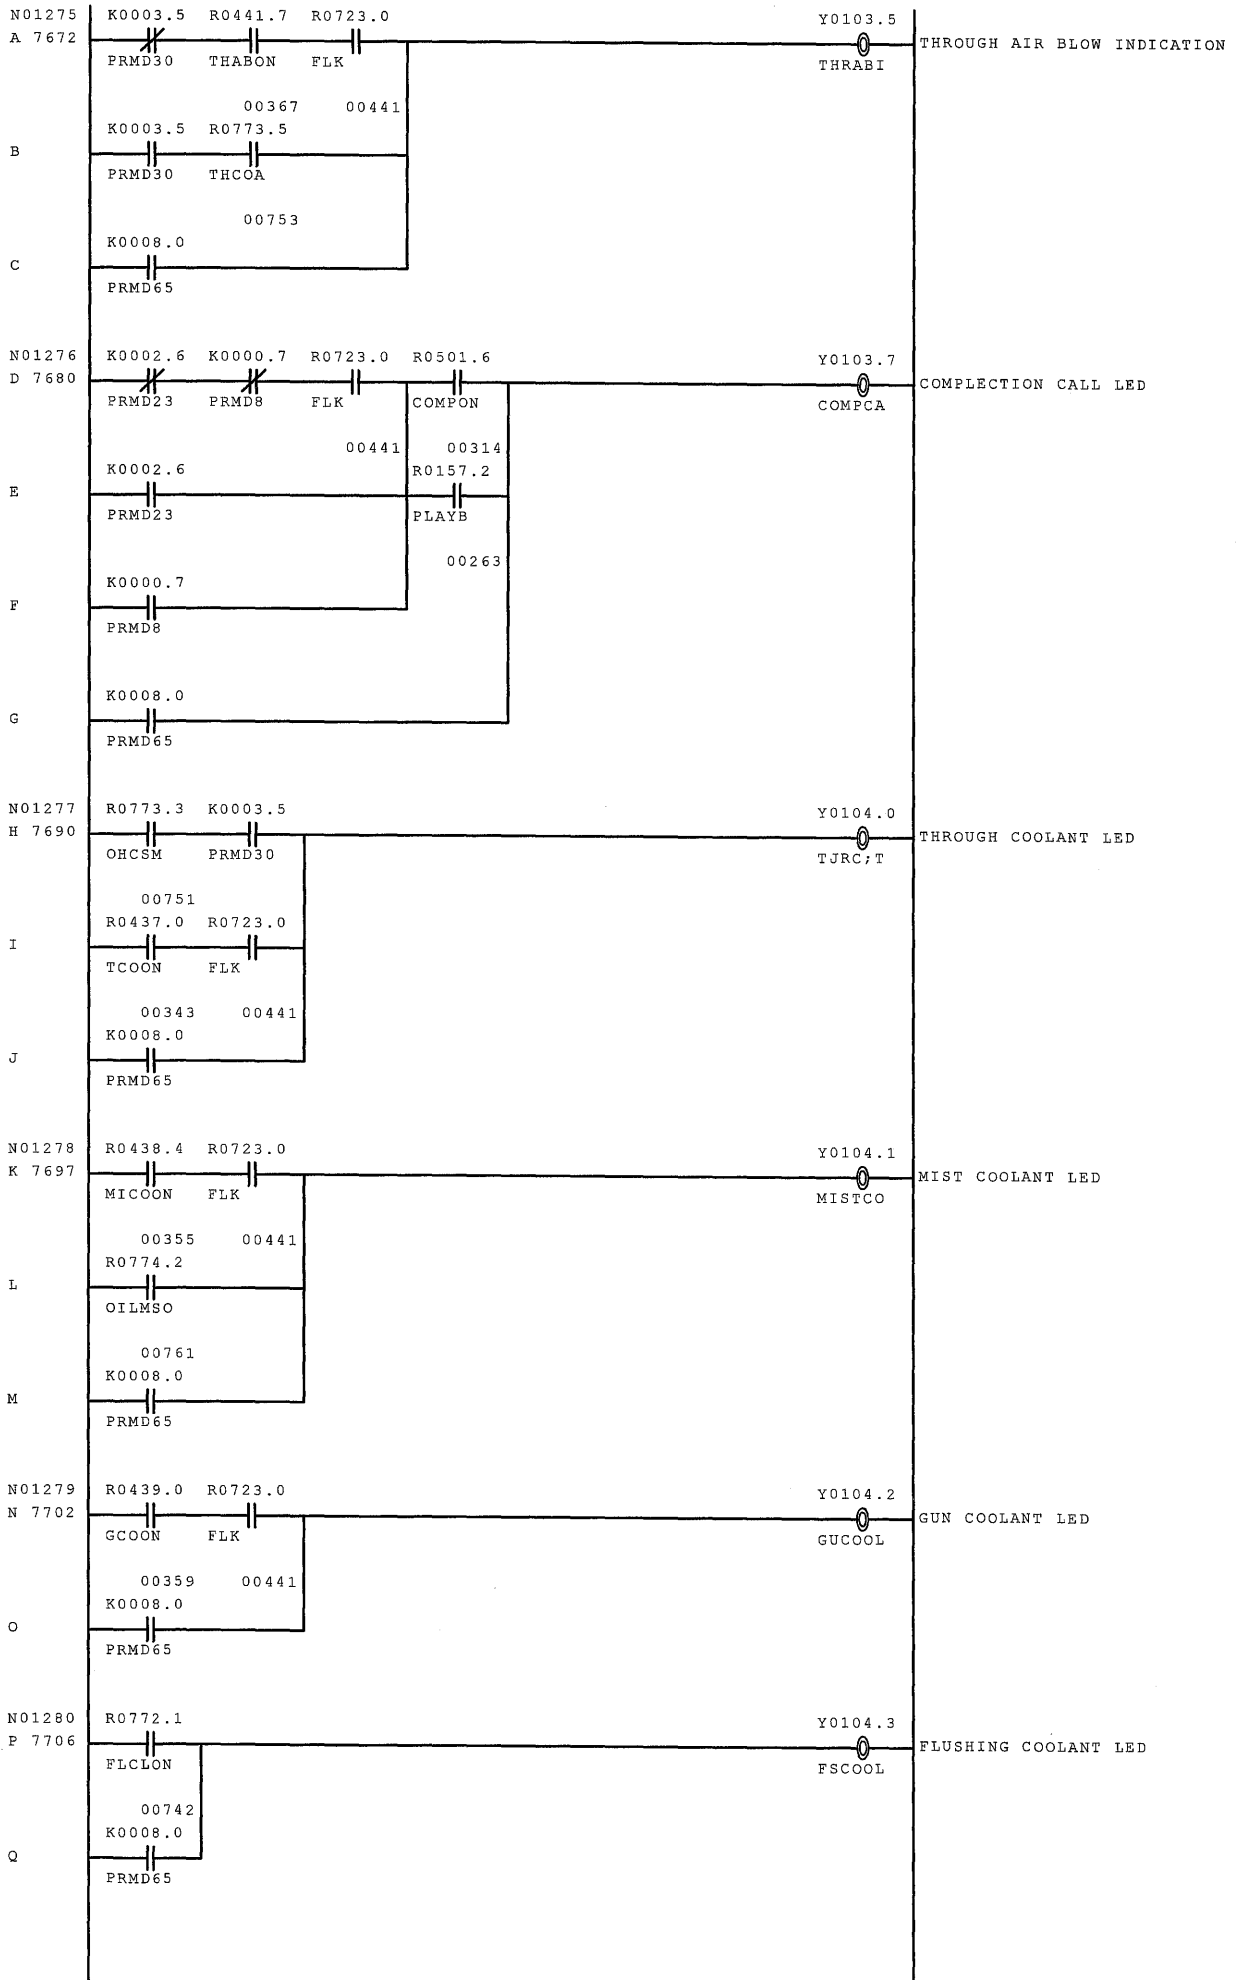 N01275 K0003.5 R0441.7 R0723.0 Y0103.5
A 7672 THROUGH AIR BLOW INDICATION
PRMD30 THABON FLK THRABI
00367 00441
K0003.5 R0773.5
B
PRMD30 THCOA
00753
K0008.0
C
PRMD65
N01276 K0002.6 K0000.7 R0723.0 R0501.6 Y0103.7
D 7680 COMPLECTION CALL LED
PRMD23 PRMD8 FLK COMPON COMPCA
00441 00314
K0002.6 R0157.2
E
PRMD23 PLAYB
00263
K0000.7
F
PRMD8
K0008.0
G
PRMD65
N01277 R0773.3 K0003.5 Y0104.0
H 7690 THROUGH COOLANT LED
OHCSM PRMD30 TJRC;T
00751
R0437.0 R0723.0
I
TCOON FLK
00343 00441
K0008.0
J
PRMD65
N01278 R0438.4 R0723.0 Y0104.1
K 7697 MIST COOLANT LED
MICOON FLK MISTCO
00355 00441
R0774.2
L
OILMSO
00761
K0008.0
M
PRMD65
N01279 R0439.0 R0723.0 Y0104.2
N 7702 GUN COOLANT LED
GCOON FLK GUCOOL
00359 00441
K0008.0
O
PRMD65
N01280 R0772.1 Y0104.3
P 7706 FLUSHING COOLANT LED
FLCLON FSCOOL
00742
K0008.0
Q
PRMD65